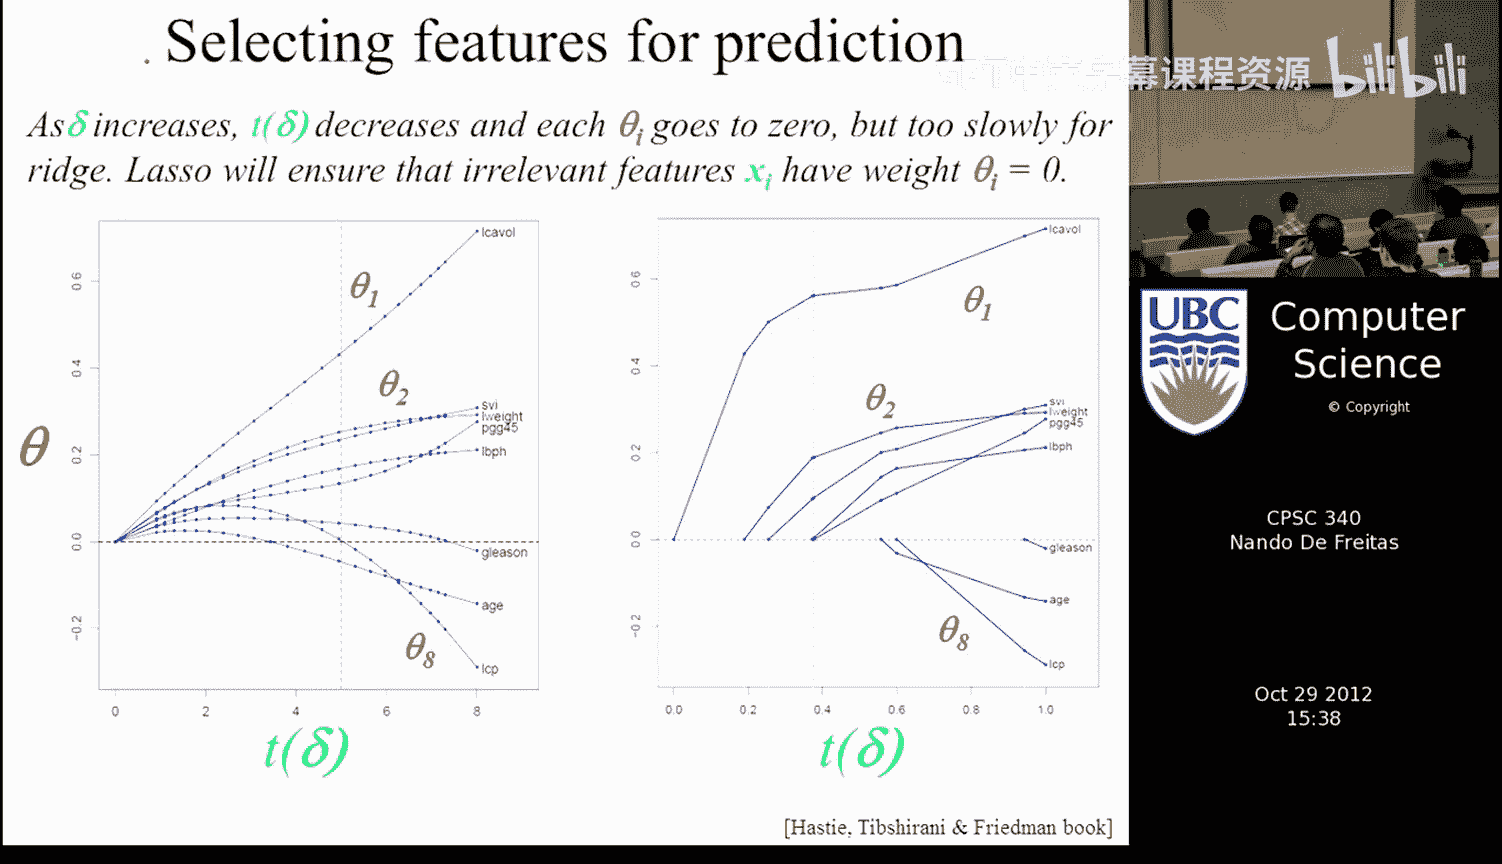 Selecting features for prediction
As δ increases, t(δ) decreases and each θi goes to zero, but too slowly for
ridge. Lasso will ensure that irrelevant features xi have weight θi = 0.
θ
0.6
0.4
0.2
0.0
-0.2
lcavol
svi
lweight
pgg45
lbph
gleason
age
lcp
θ1
θ2
θ8
0 2 4 6 8
t(δ)
0.6
0.4
0.2
0.0
-0.2
lcavol
svi
lweight
pgg45
lbph
gleason
age
lcp
θ1
θ2
θ8
0.0 0.2 0.4 0.6 0.8 1.0
t(δ)
[Hastie, Tibshirani & Friedman book]
幕课程资源 bilibili
UBC
Computer
Science
© Copyright
CPSC 340
Nando De Freitas
Oct 29 2012
15:38